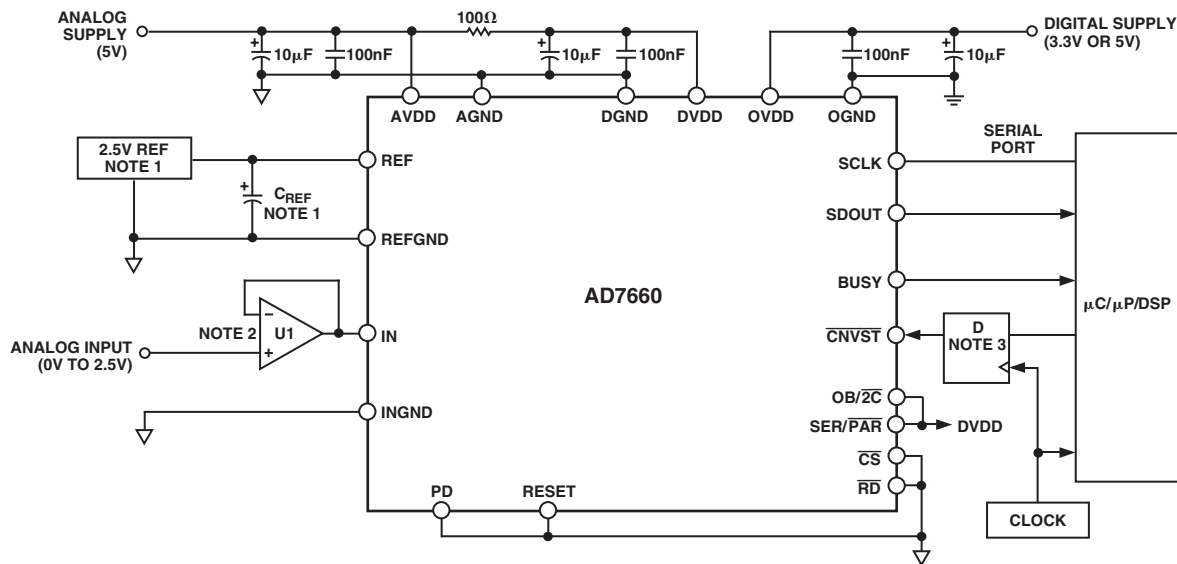 ANALOG
SUPPLY
(5V)
+
10μF
100nF
100Ω
+
10μF
100nF
100nF
+
10μF
DIGITAL SUPPLY
(3.3V OR 5V)
AVDD
AGND
DGND
DVDD
OVDD
OGND
2.5V REF
NOTE 1
REF
+
CREF
NOTE 1
REFGND
SERIAL
PORT
SCLK
SDOUT
BUSY
AD7660
μC/μP/DSP
NOTE 2
−
U1
+
IN
ANALOG INPUT
(0V TO 2.5V)
CNVST
D
NOTE 3
INGND
OB/2C
SER/PAR
DVDD
CS
RD
PD
RESET
CLOCK